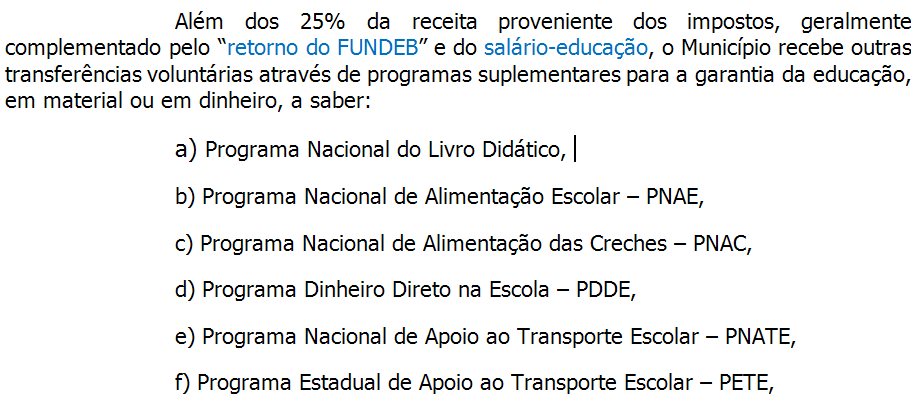 Além dos 25% da receita proveniente dos impostos, geralmente
complementado pelo “retorno do FUNDEB” e do salário-educação, o Município recebe outras
transferências voluntárias através de programas suplementares para a garantia da educação,
em material ou em dinheiro, a saber:
a) Programa Nacional do Livro Didático,
b) Programa Nacional de Alimentação Escolar – PNAE,
c) Programa Nacional de Alimentação das Creches – PNAC,
d) Programa Dinheiro Direto na Escola – PDDE,
e) Programa Nacional de Apoio ao Transporte Escolar – PNATE,
f) Programa Estadual de Apoio ao Transporte Escolar – PETE,